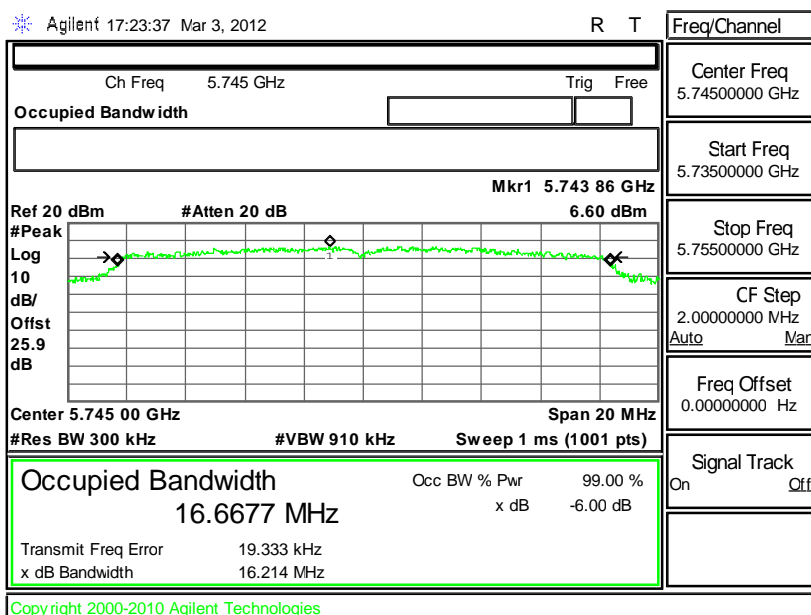 Agilent 17:23:37 Mar 3, 2012 R T
Freq/Channel
Ch Freq 5.745 GHz Trig Free
Occupied Bandwidth
Center Freq
5.74500000 GHz
Start Freq
5.73500000 GHz
Mkr1 5.743 86 GHz
Ref 20 dBm #Atten 20 dB 6.60 dBm
#Peak
Log
10
dB/
Offst
25.9
dB
1
Stop Freq
5.75500000 GHz
CF Step
2.00000000 MHz
Auto Man
Freq Offset
0.00000000 Hz
Center 5.745 00 GHz Span 20 MHz
#Res BW 300 kHz #VBW 910 kHz Sweep 1 ms (1001 pts)
Signal Track
On Off
Occupied Bandwidth Occ BW % Pwr 99.00 %
16.6677 MHz x dB -6.00 dB
Transmit Freq Error 19.333 kHz
x dB Bandwidth 16.214 MHz
Copyright 2000-2010 Agilent Technologies